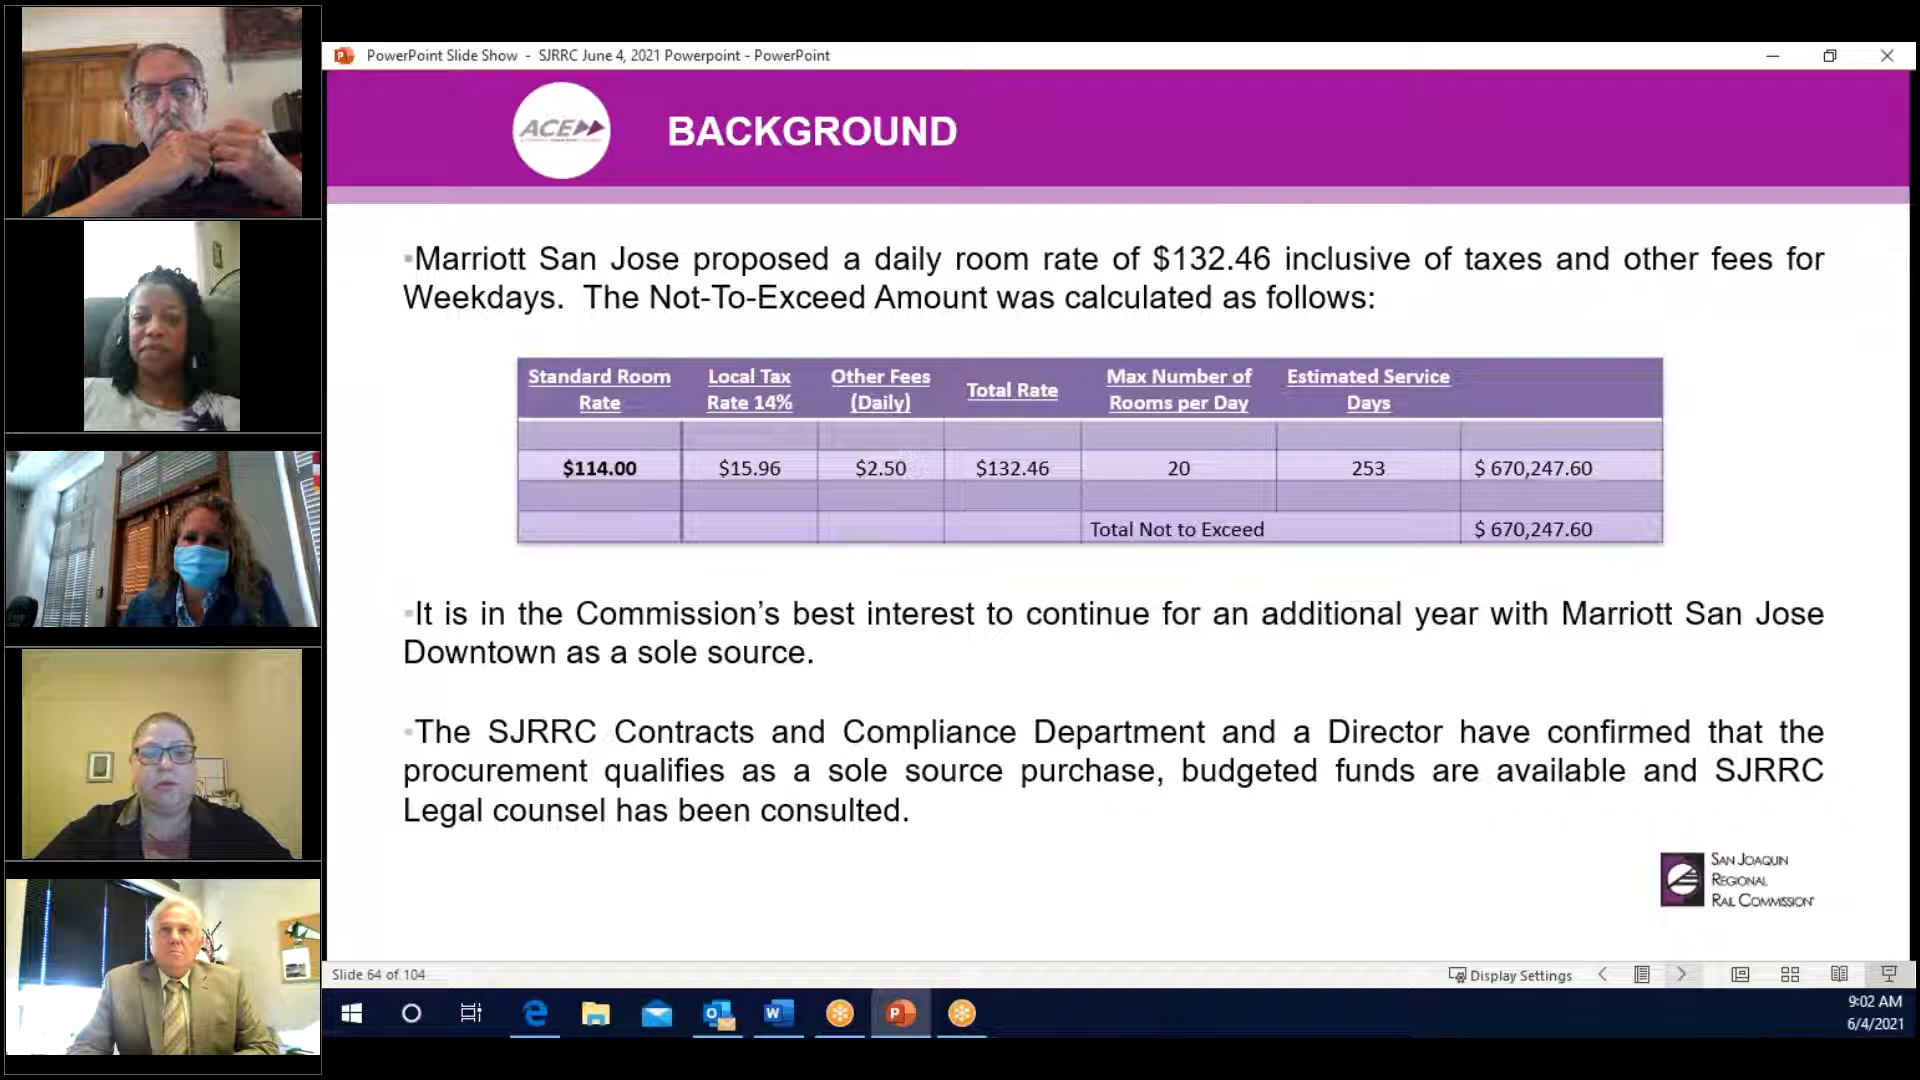 PowerPoint Slide Show - SJRRC June 4, 2021 Powerpoint - PowerPoint
ACE
BACKGROUND
Marriott San Jose proposed a daily room rate of $132.46 inclusive of taxes and other fees for
Weekdays. The Not-To-Exceed Amount was calculated as follows:
Standard Room Rate | Local Tax Rate 14% | Other Fees (Daily) | Total Rate | Max Number of Rooms per Day | Estimated Service Days
$114.00 | $15.96 | $2.50 | $132.46 | 20 | 253 | $ 670,247.60
Total Not to Exceed | $ 670,247.60
It is in the Commission's best interest to continue for an additional year with Marriott San Jose
Downtown as a sole source.
The SJRRC Contracts and Compliance Department and a Director have confirmed that the
procurement qualifies as a sole source purchase, budgeted funds are available and SJRRC
Legal counsel has been consulted.
SAN JOAQUIN
REGIONAL
RAIL COMMISSION
Slide 64 of 104
Display Settings
9:02 AM
6/4/2021